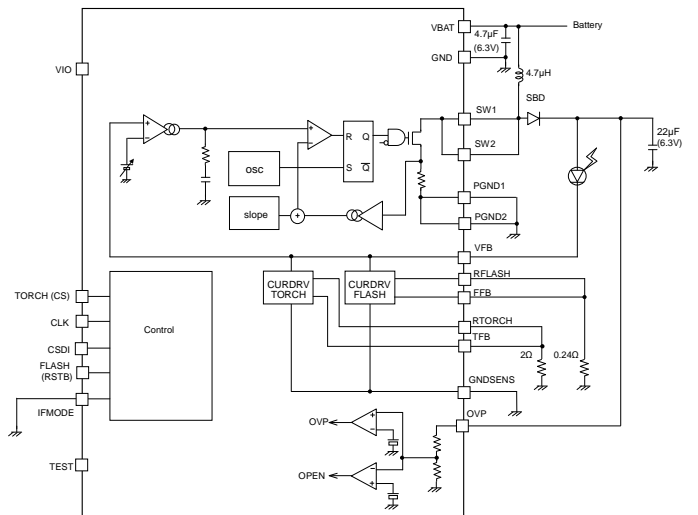 VBAT
Battery
4.7µF
(6.3V)
GND
VIO
4.7µH
SBD
SW1
22µF
(6.3V)
R
Q
S
Q
SW2
osc
slope
PGND1
PGND2
VFB
CURDRV
TORCH
CURDRV
FLASH
RFLASH
FFB
RTORCH
TFB
2Ω
0.24Ω
TORCH (CS)
CLK
CSDI
FLASH
(RSTB)
IFMODE
Control
GNDSENS
OVP
OVP
OPEN
TEST